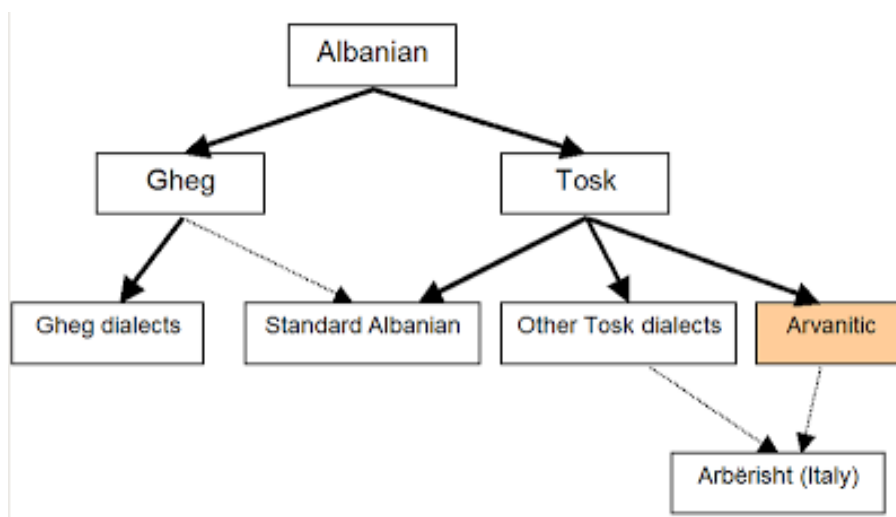 Albanian
Gheg
Tosk
Gheg dialects
Standard Albanian
Other Tosk dialects
Arvanitic
Arbërisht (Italy)